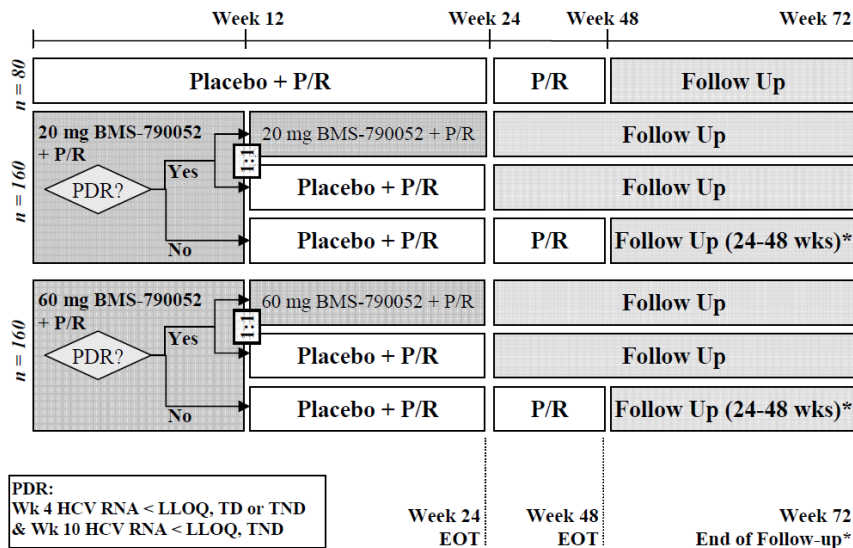 Week 12 Week 24 Week 48 Week 72
n = 80
Placebo + P/R P/R Follow Up
n = 160
20 mg BMS-790052
+ P/R
PDR?
Yes
No
1:1
20 mg BMS-790052 + P/R Follow Up
Placebo + P/R Follow Up
Placebo + P/R P/R Follow Up (24-48 wks)*
n = 160
60 mg BMS-790052
+ P/R
PDR?
Yes
No
1:1
60 mg BMS-790052 + P/R Follow Up
Placebo + P/R Follow Up
Placebo + P/R P/R Follow Up (24-48 wks)*
PDR:
Wk 4 HCV RNA < LLOQ, TD or TND
& Wk 10 HCV RNA < LLOQ, TND
Week 24
EOT
Week 48
EOT
Week 72
End of Follow-up*